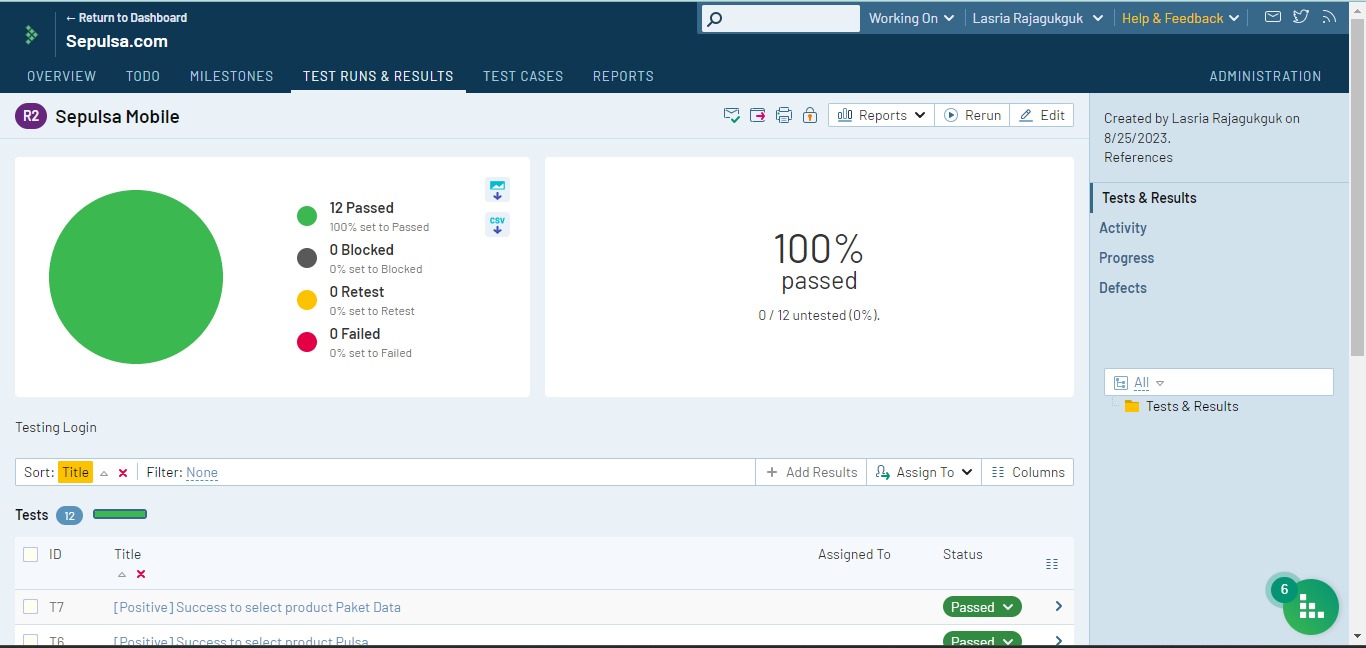 ← Return to Dashboard
Sepulsa.com
Working On
Lasria Rajagukguk
Help & Feedback
OVERVIEW TODO MILESTONES TEST RUNS & RESULTS TEST CASES REPORTS ADMINISTRATION
R2 Sepulsa Mobile
Reports Rerun Edit
Created by Lasria Rajagukguk on
8/25/2023.
References
Tests & Results
Activity
Progress
Defects
All
Tests & Results
12 Passed
100% set to Passed
0 Blocked
0% set to Blocked
0 Retest
0% set to Retest
0 Failed
0% set to Failed
CSV
100%
passed
0 / 12 untested (0%).
Testing Login
Sort: Title Filter: None
Add Results Assign To Columns
Tests 12
ID Title Assigned To Status
T7 [Positive] Success to select product Paket Data Passed
T6 [Positive] Success to select product Pulsa Passed
6